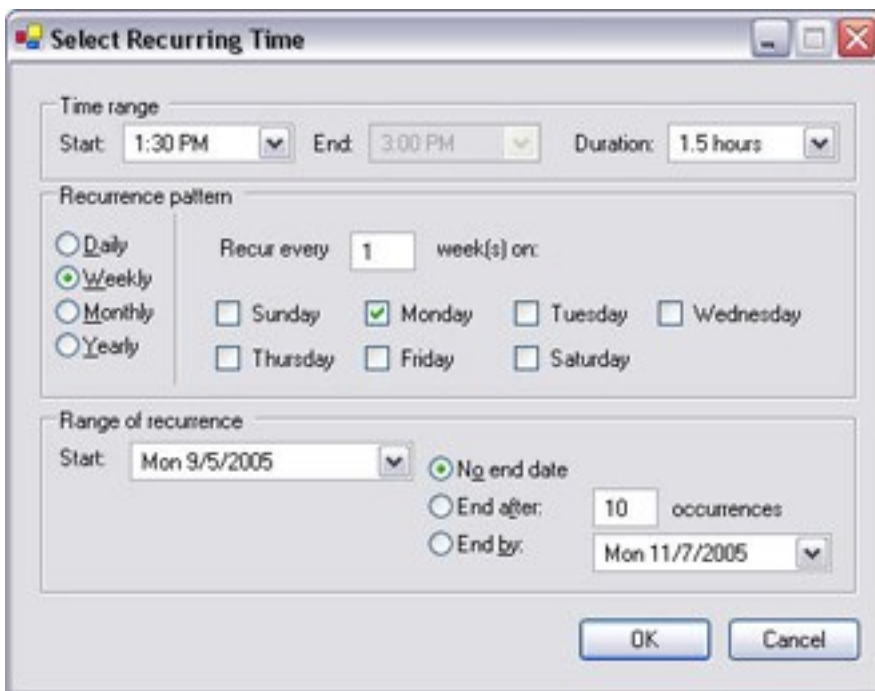 Select Recurring Time
Time range
Start: 1:30 PM End: 3:00 PM Duration: 1.5 hours
Recurrence pattern
Daily
Recur every 1 week(s) on:
Weekly
Monthly
Sunday Monday Tuesday Wednesday
Yearly
Thursday Friday Saturday
Range of recurrence
Start: Mon 9/5/2005
No end date
End after: 10 occurrences
End by: Mon 11/7/2005
OK Cancel